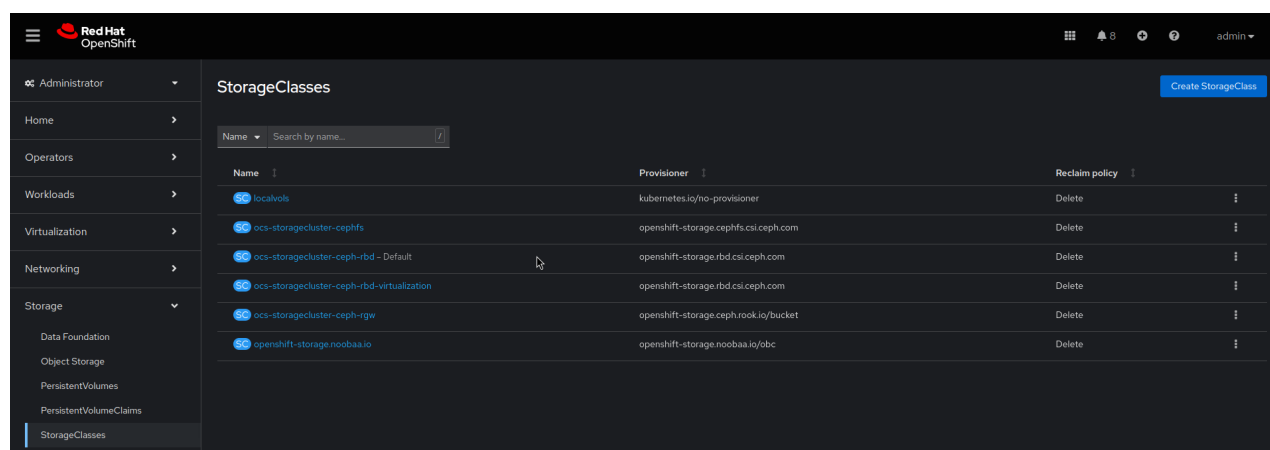 Red Hat
OpenShift
8
admin
Administrator
Home
Operators
Workloads
Virtualization
Networking
Storage
Data Foundation
Object Storage
PersistentVolumes
PersistentVolumeClaims
StorageClasses
StorageClasses
Create StorageClass
Name Search by name... /
Name Provisioner Reclaim policy
SC localvols kubernetes.io/no-provisioner Delete
SC ocs-storagecluster-cephfs openshift-storage.cephfs.csi.ceph.com Delete
SC ocs-storagecluster-ceph-rbd - Default openshift-storage.rbd.csi.ceph.com Delete
SC ocs-storagecluster-ceph-rbd-virtualization openshift-storage.rbd.csi.ceph.com Delete
SC ocs-storagecluster-ceph-rgw openshift-storage.ceph.rook.io/bucket Delete
SC openshift-storage.noobaa.io openshift-storage.noobaa.io/obc Delete